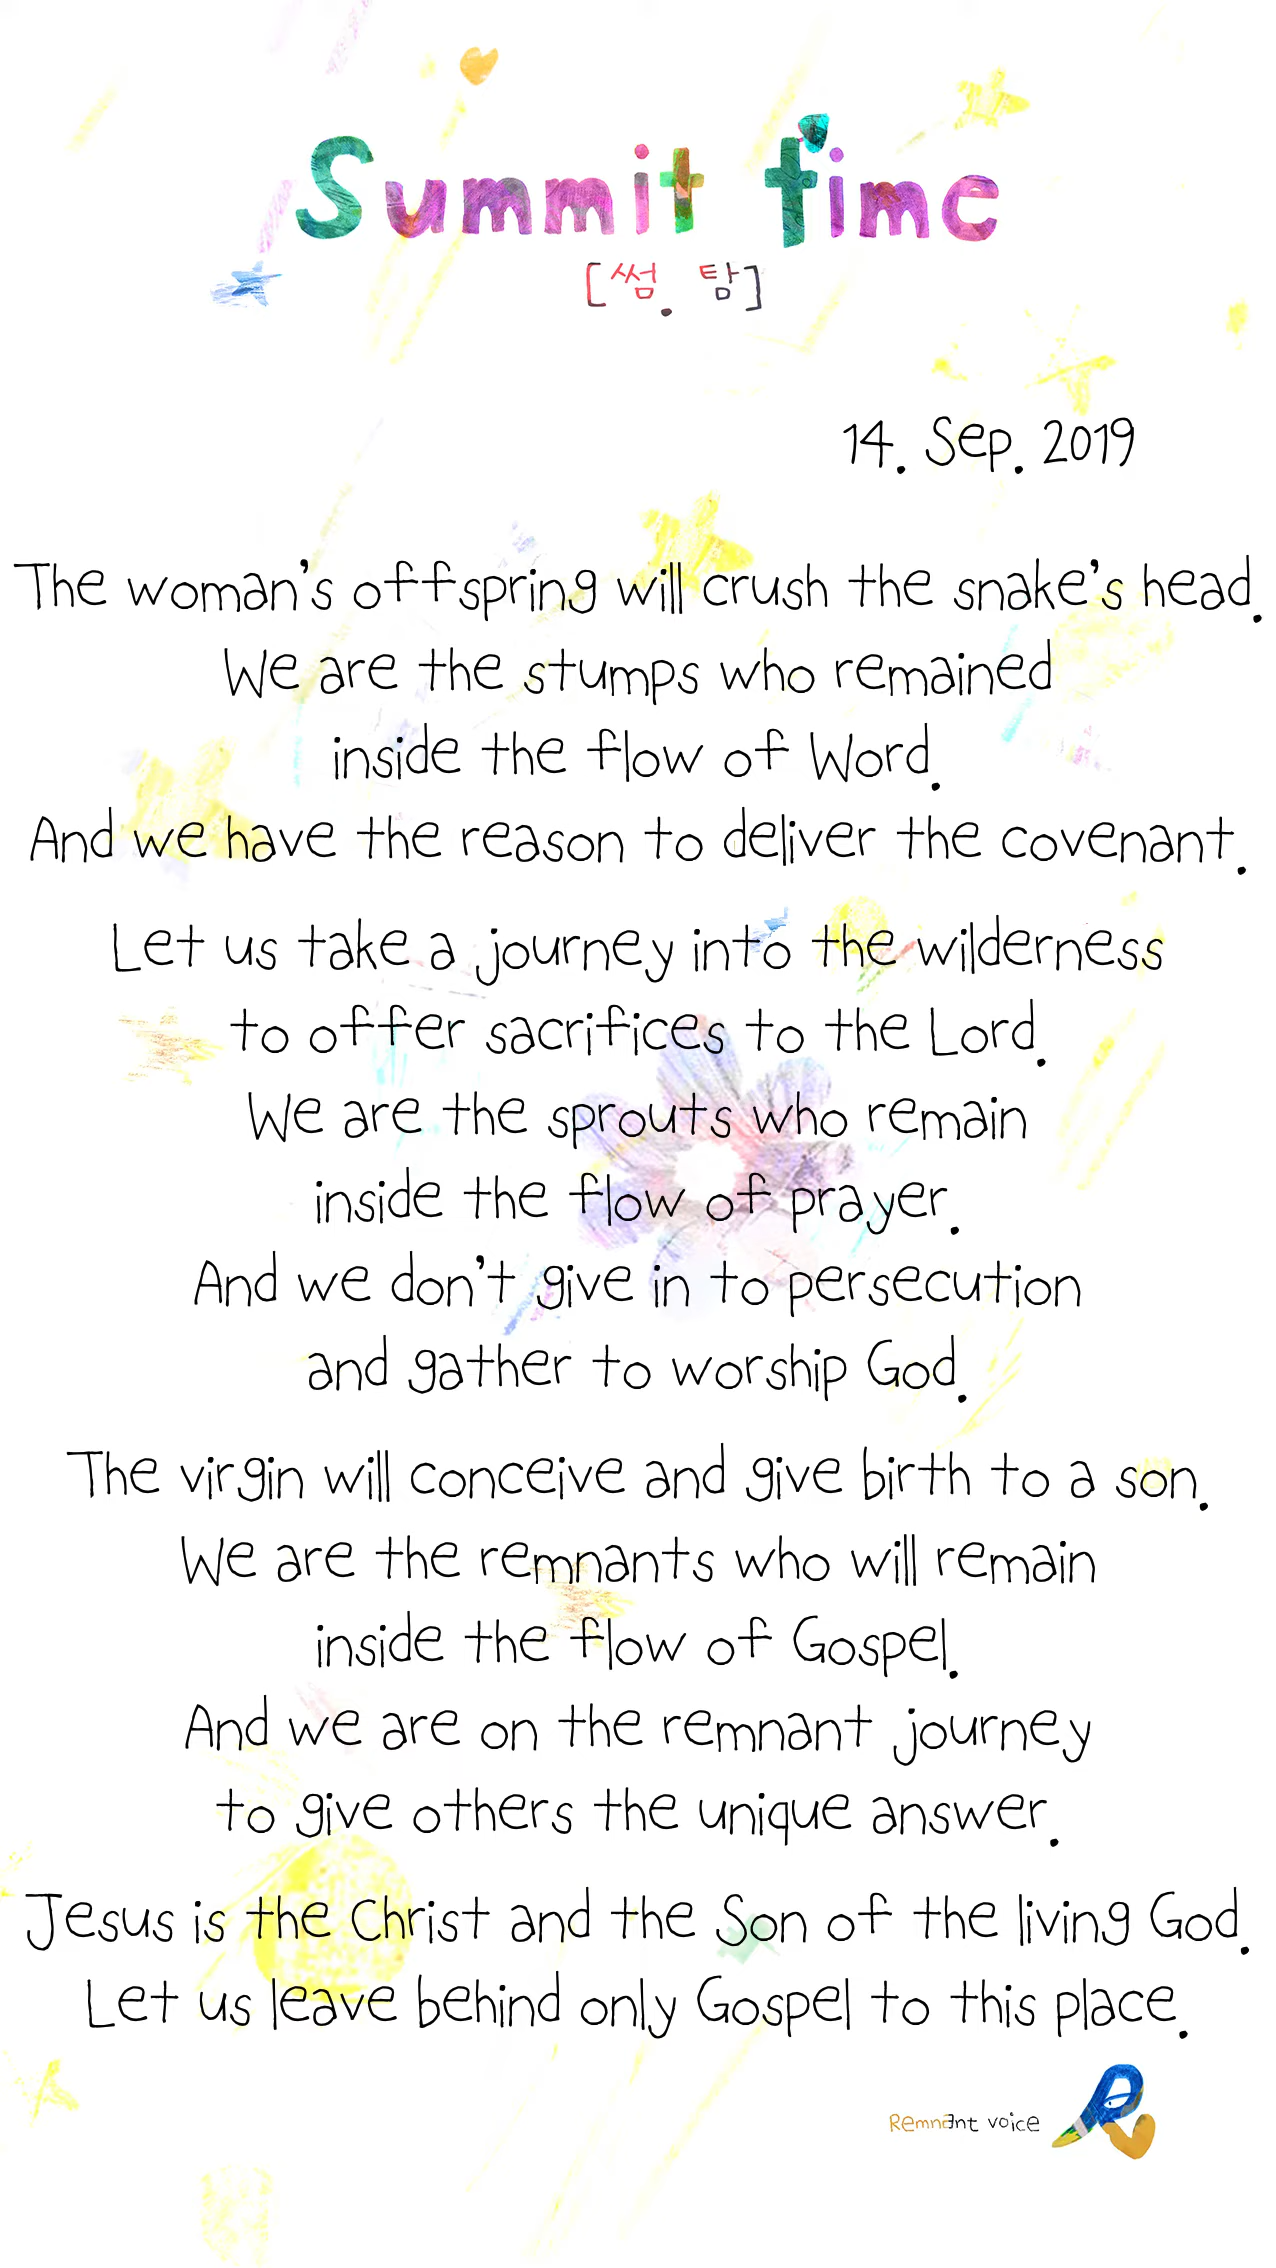 Summit time
[썸. 탐]
14. Sep. 2019
The woman's offspring will crush the snake's head.
We are the stumps who remained
inside the flow of Word.
And we have the reason to deliver the covenant.
Let us take a journey into the wilderness
to offer sacrifices to the Lord.
We are the sprouts who remain
inside the flow of prayer.
And we don't give in to persecution
and gather to worship God.
The virgin will conceive and give birth to a son.
We are the remnants who will remain
inside the flow of Gospel.
And we are on the remnant journey
to give others the unique answer.
Jesus is the Christ and the Son of the living God.
Let us leave behind only Gospel to this place.
Remnant voice